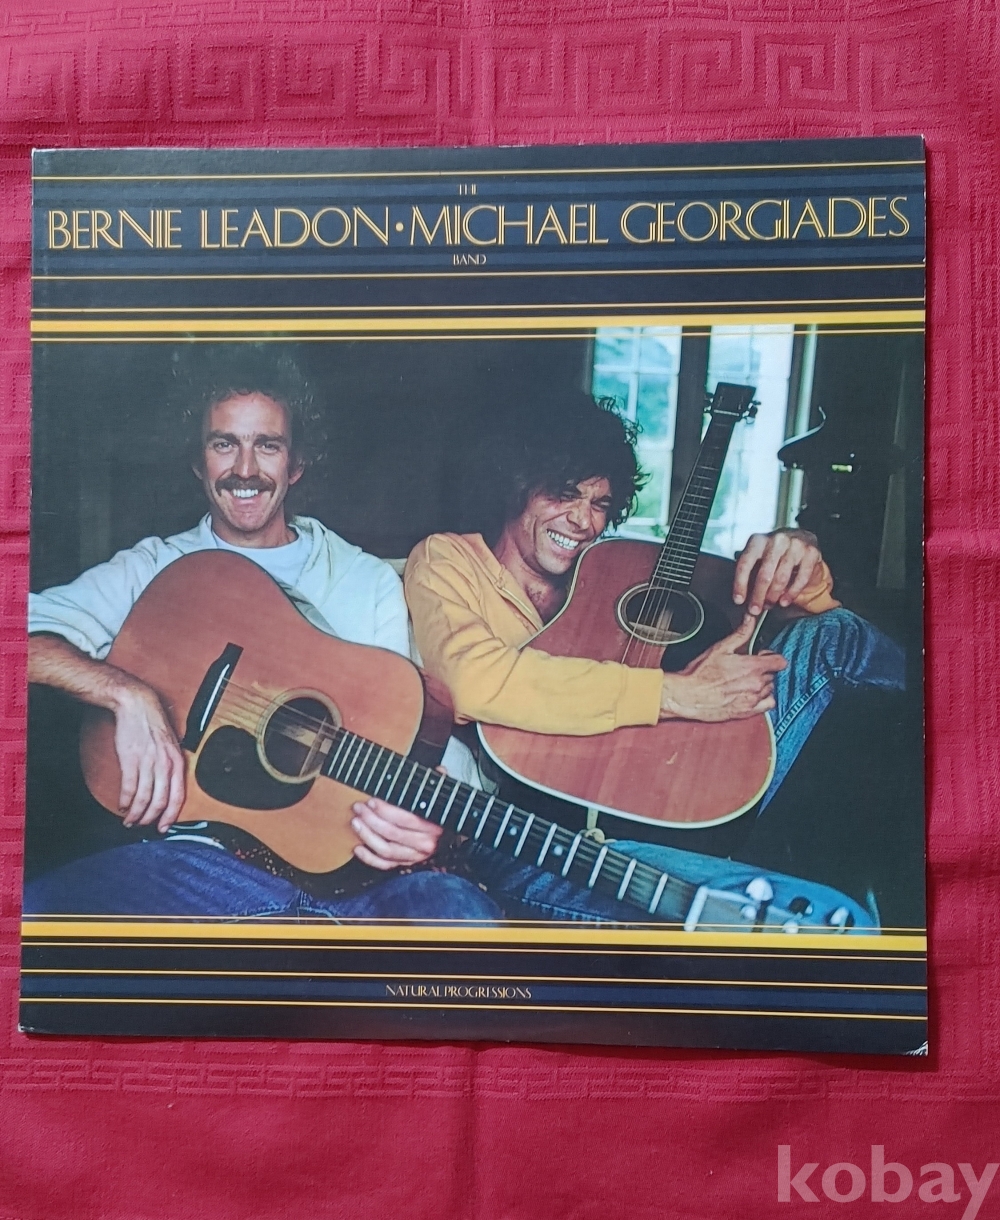 THE
BERNIE LEADON • MICHAEL GEORGIADES
BAND
NATURAL PROGRESSIONS
kobay